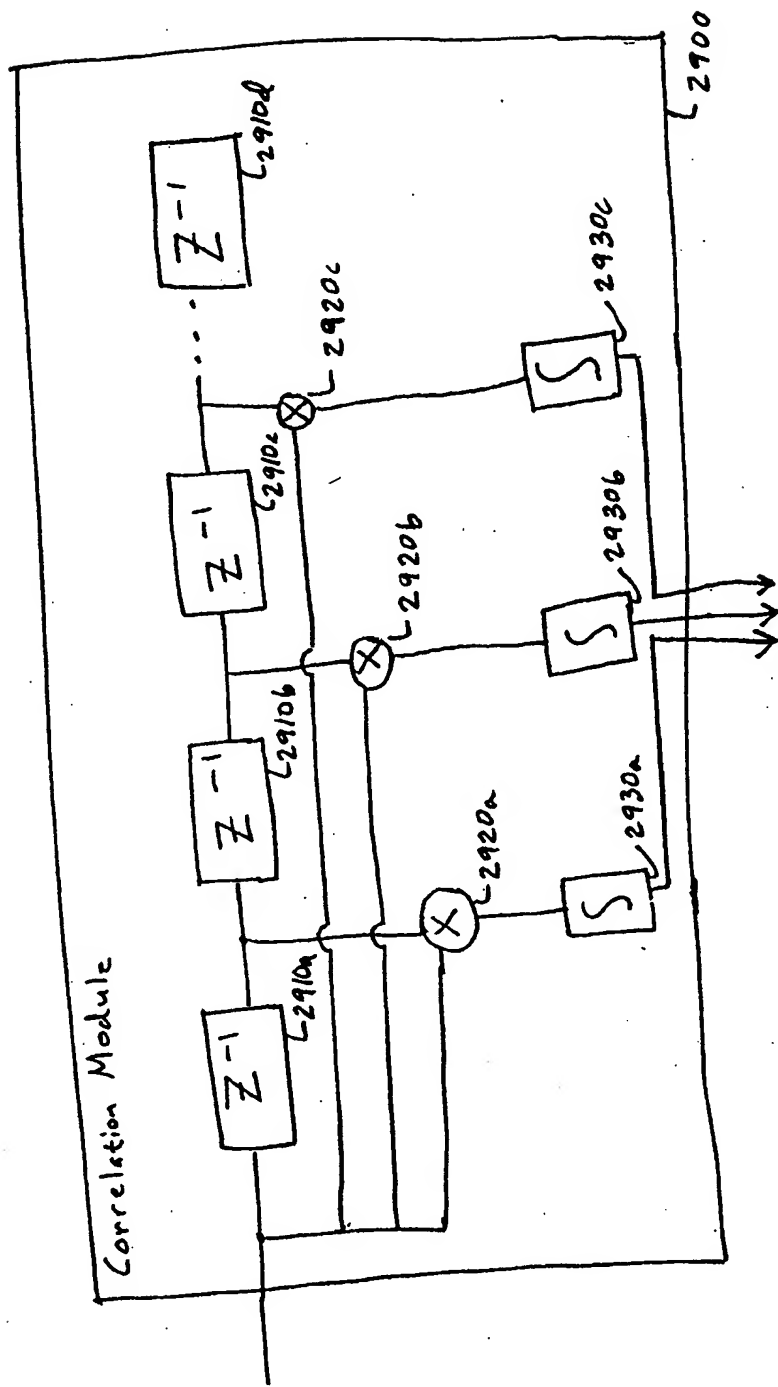 Correlation Module
Z⁻¹
2910a
Z⁻¹
2910b
Z⁻¹
2910c
Z⁻¹
2910d
X
2920a
X
2920b
X
2920c
∫
2930a
∫
2930b
∫
2930c
2900